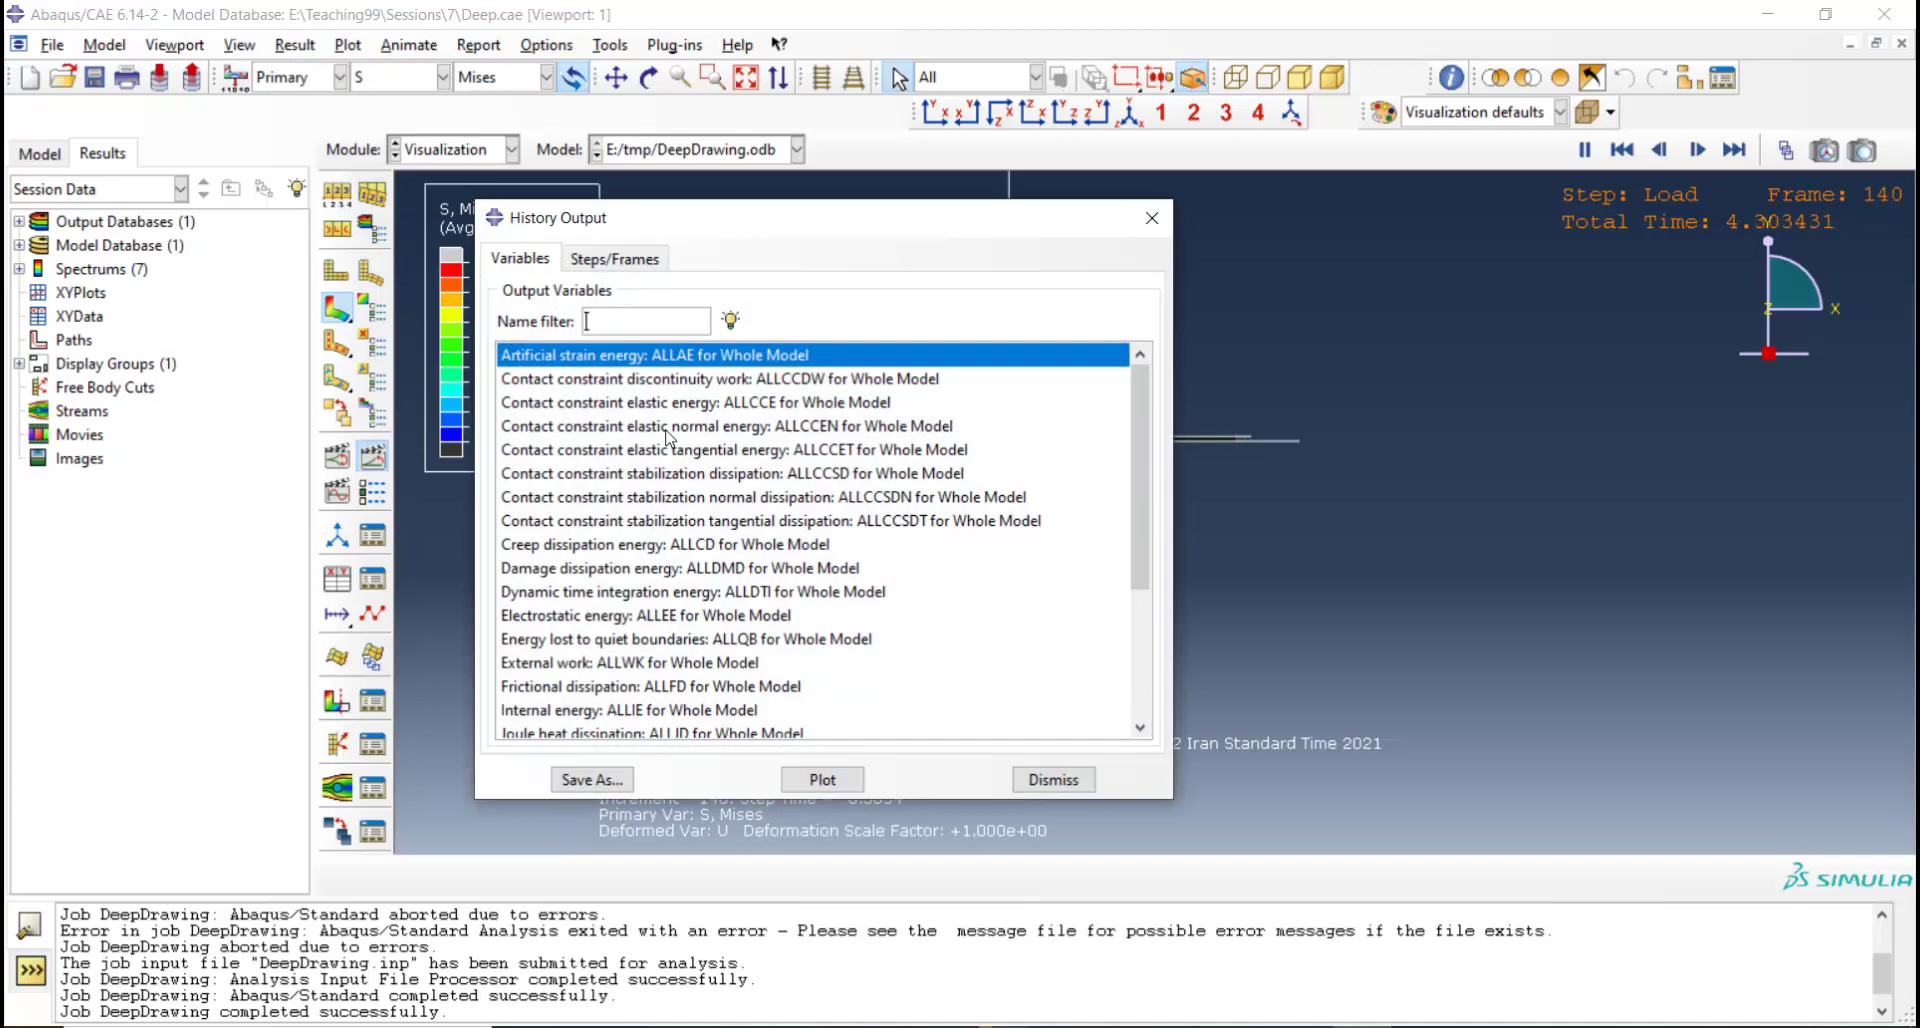 Abaqus/CAE 6.14-2 - Model Database: E:\Teaching99\Sessions\7\Deep.cae [Viewport: 1]
File Model Viewport View Result Plot Animate Report Options Tools Plug-ins Help
Primary S Mises All
1 2 3 4 Visualization defaults
Model Results Module: Visualization Model: E:/tmp/DeepDrawing.odb
Session Data
Output Databases (1)
Model Database (1)
Spectrums (7)
XYPlots
XYData
Paths
Display Groups (1)
Free Body Cuts
Streams
Movies
Images
S, Mi
(Avg
Step: Load Frame: 140
Total Time: 4.303431
Y
Z X
History Output
Variables Steps/Frames
Output Variables
Name filter:
Artificial strain energy: ALLAE for Whole Model
Contact constraint discontinuity work: ALLCCDW for Whole Model
Contact constraint elastic energy: ALLCCE for Whole Model
Contact constraint elastic normal energy: ALLCCEN for Whole Model
Contact constraint elastic tangential energy: ALLCCET for Whole Model
Contact constraint stabilization dissipation: ALLCCSD for Whole Model
Contact constraint stabilization normal dissipation: ALLCCSDN for Whole Model
Contact constraint stabilization tangential dissipation: ALLCCSDT for Whole Model
Creep dissipation energy: ALLCD for Whole Model
Damage dissipation energy: ALLDMD for Whole Model
Dynamic time integration energy: ALLDTI for Whole Model
Electrostatic energy: ALLEE for Whole Model
Energy lost to quiet boundaries: ALLQB for Whole Model
External work: ALLWK for Whole Model
Frictional dissipation: ALLFD for Whole Model
Internal energy: ALLIE for Whole Model
Joule heat dissipation: ALLJD for Whole Model
Save As... Plot Dismiss
2 Iran Standard Time 2021
Primary Var: S, Mises
Deformed Var: U Deformation Scale Factor: +1.000e+00
SIMULIA
Job DeepDrawing: Abaqus/Standard aborted due to errors.
Error in job DeepDrawing: Abaqus/Standard Analysis exited with an error - Please see the message file for possible error messages if the file exists.
Job DeepDrawing aborted due to errors.
The job input file "DeepDrawing.inp" has been submitted for analysis.
Job DeepDrawing: Analysis Input File Processor completed successfully.
Job DeepDrawing: Abaqus/Standard completed successfully.
Job DeepDrawing completed successfully.